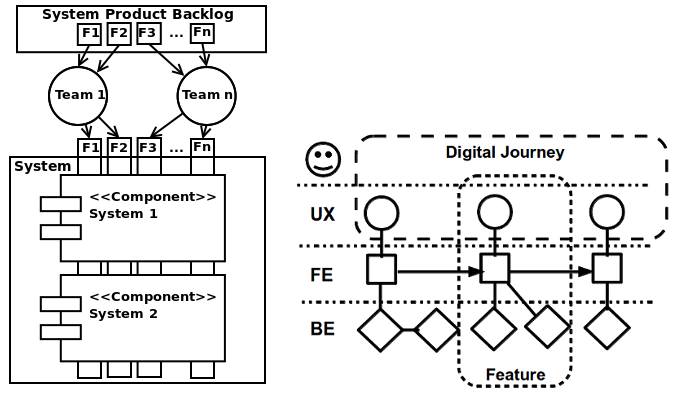 System Product Backlog
F1 F2 F3 ... Fn
Team 1 Team n
F1 F2 F3 ... Fn
System
<<Component>>
System 1
<<Component>>
System 2
Digital Journey
UX
FE
BE
Feature